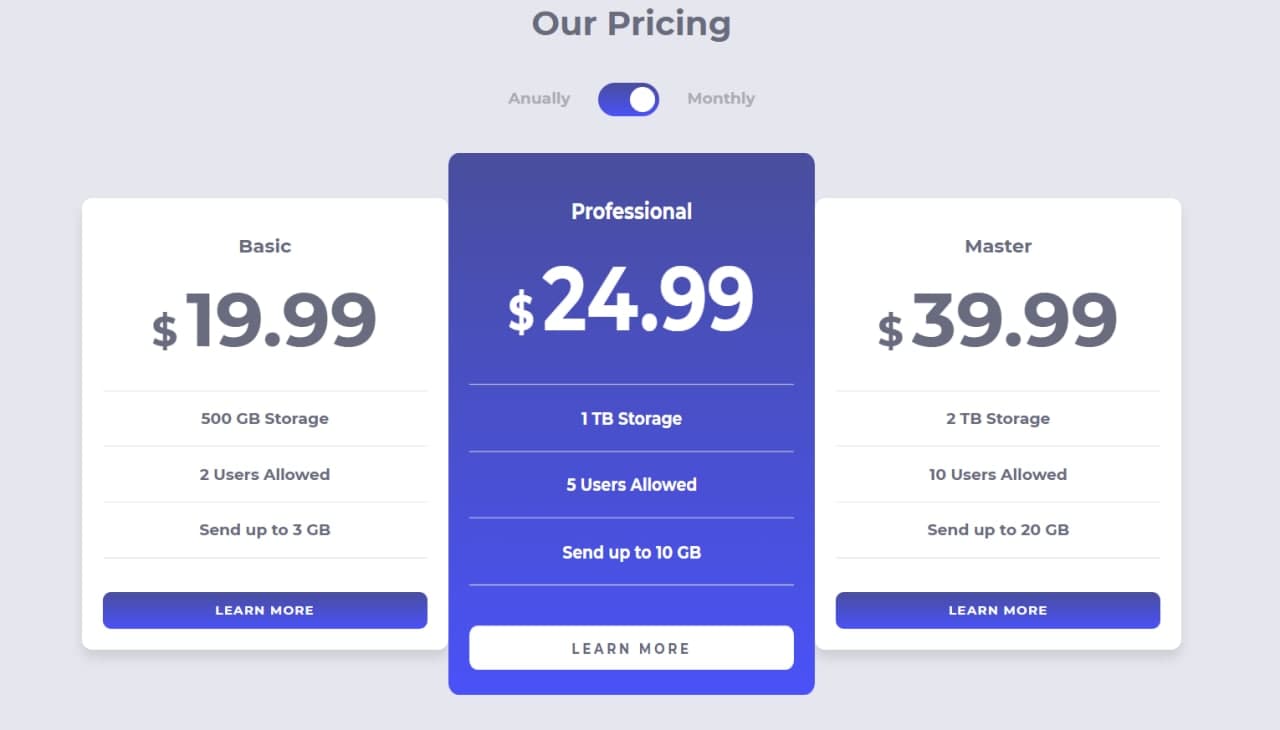 Our Pricing
Anually
Monthly
Basic
$19.99
500 GB Storage
2 Users Allowed
Send up to 3 GB
LEARN MORE
Professional
$24.99
1 TB Storage
5 Users Allowed
Send up to 10 GB
LEARN MORE
Master
$39.99
2 TB Storage
10 Users Allowed
Send up to 20 GB
LEARN MORE